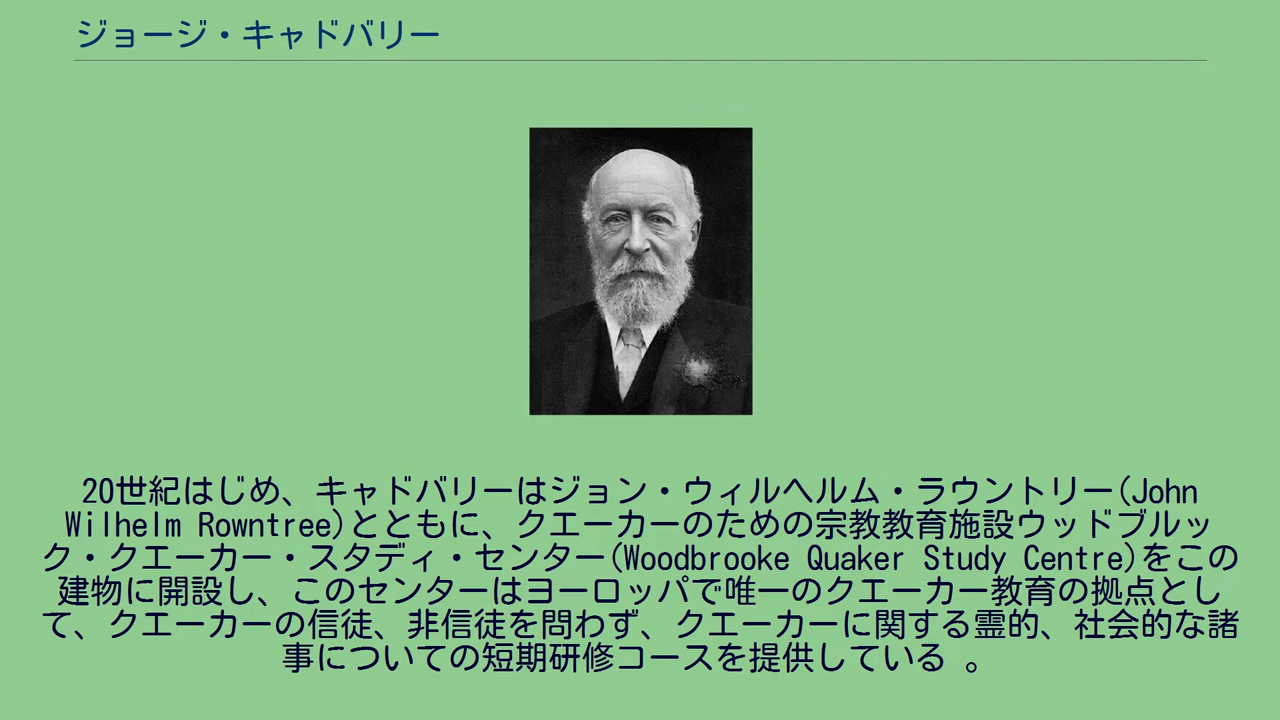 ジョージ・キャドバリー
20世紀はじめ、キャドバリーはジョン・ウィルヘルム・ラウントリー(John
Wilhelm Rowntree)とともに、クエーカーのための宗教教育施設ウッドブルッ
ク・クエーカー・スタディ・センター(Woodbrooke Quaker Study Centre)をこの
建物に開設し、このセンターはヨーロッパで唯一のクエーカー教育の拠点とし
て、クエーカーの信徒、非信徒を問わず、クエーカーに関する霊的、社会的な諸
事についての短期研修コースを提供している 。